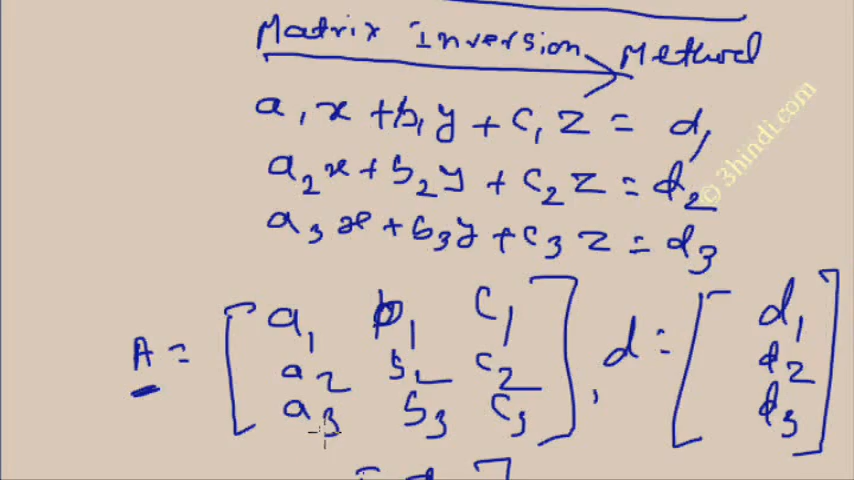 Matrix Inversion Method
a₁x + b₁y + c₁z = d₁
a₂x + b₂y + c₂z = d₂
a₃x + b₃y + c₃z = d₃
A = [ a₁ b₁ c₁ ] , d = [ d₁ ]
a₂ b₂ c₂ d₂
a₃ b₃ c₃ d₃
© 3hindi.com